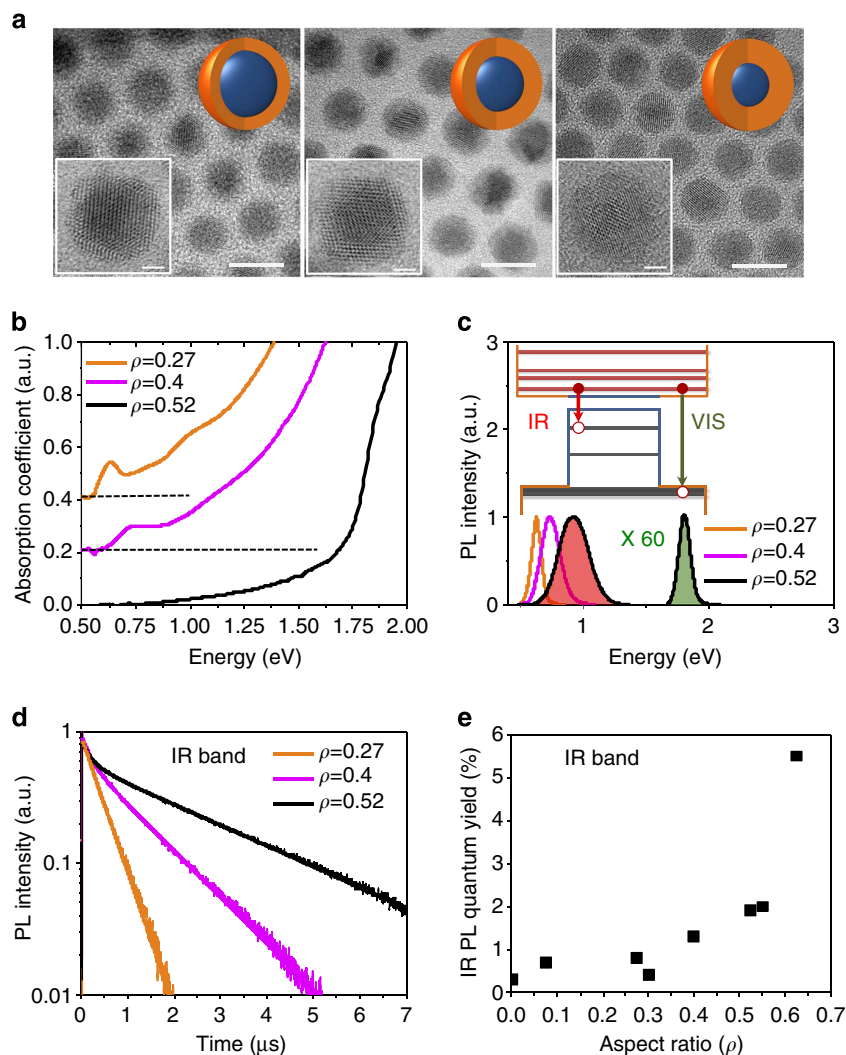 a
b
Absorption coefficient (a.u.)
1.0
0.8
0.6
0.4
0.2
0.0
ρ=0.27
ρ=0.4
ρ=0.52
0.50 0.75 1.00 1.25 1.50 1.75 2.00
Energy (eV)
c
PL intensity (a.u.)
3
2
1
0
IR
VIS
X 60
ρ=0.27
ρ=0.4
ρ=0.52
1 2 3
Energy (eV)
d
PL intensity (a.u.)
1
0.1
0.01
IR band
ρ=0.27
ρ=0.4
ρ=0.52
0 1 2 3 4 5 6 7
Time (μs)
e
IR PL quantum yield (%)
6
5
4
3
2
1
0
IR band
0.0 0.1 0.2 0.3 0.4 0.5 0.6 0.7
Aspect ratio (ρ)